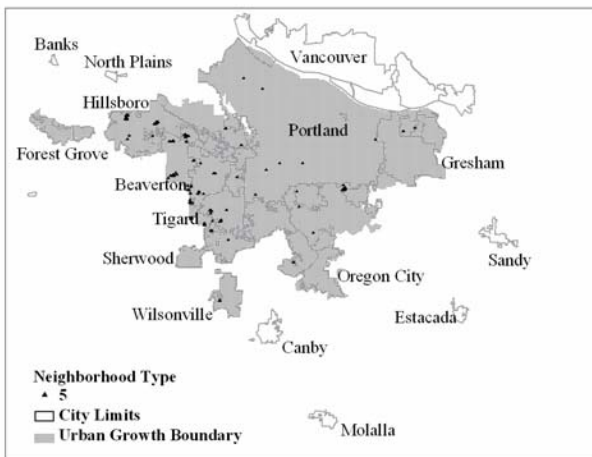 Banks
North Plains
Vancouver
Hillsboro
Portland
Forest Grove
Gresham
Beaverton
Tigard
Sherwood
Sandy
Oregon City
Wilsonville
Estacada
Canby
Neighborhood Type
5
City Limits
Urban Growth Boundary
Molalla